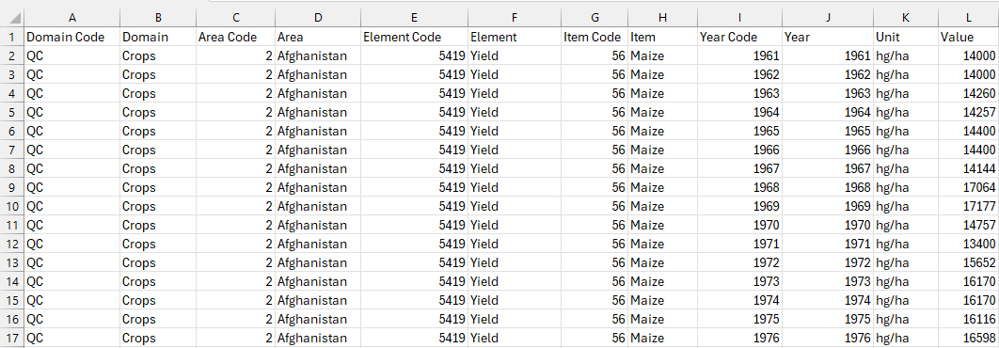 A B C D E F G H I J K L
1 Domain Code Domain Area Code Area Element Code Element Item Code Item Year Code Year Unit Value
2 QC Crops 2 Afghanistan 5419 Yield 56 Maize 1961 1961 hg/ha 14000
3 QC Crops 2 Afghanistan 5419 Yield 56 Maize 1962 1962 hg/ha 14000
4 QC Crops 2 Afghanistan 5419 Yield 56 Maize 1963 1963 hg/ha 14260
5 QC Crops 2 Afghanistan 5419 Yield 56 Maize 1964 1964 hg/ha 14257
6 QC Crops 2 Afghanistan 5419 Yield 56 Maize 1965 1965 hg/ha 14400
7 QC Crops 2 Afghanistan 5419 Yield 56 Maize 1966 1966 hg/ha 14400
8 QC Crops 2 Afghanistan 5419 Yield 56 Maize 1967 1967 hg/ha 14144
9 QC Crops 2 Afghanistan 5419 Yield 56 Maize 1968 1968 hg/ha 17064
10 QC Crops 2 Afghanistan 5419 Yield 56 Maize 1969 1969 hg/ha 17177
11 QC Crops 2 Afghanistan 5419 Yield 56 Maize 1970 1970 hg/ha 14757
12 QC Crops 2 Afghanistan 5419 Yield 56 Maize 1971 1971 hg/ha 13400
13 QC Crops 2 Afghanistan 5419 Yield 56 Maize 1972 1972 hg/ha 15652
14 QC Crops 2 Afghanistan 5419 Yield 56 Maize 1973 1973 hg/ha 16170
15 QC Crops 2 Afghanistan 5419 Yield 56 Maize 1974 1974 hg/ha 16170
16 QC Crops 2 Afghanistan 5419 Yield 56 Maize 1975 1975 hg/ha 16116
17 QC Crops 2 Afghanistan 5419 Yield 56 Maize 1976 1976 hg/ha 16598